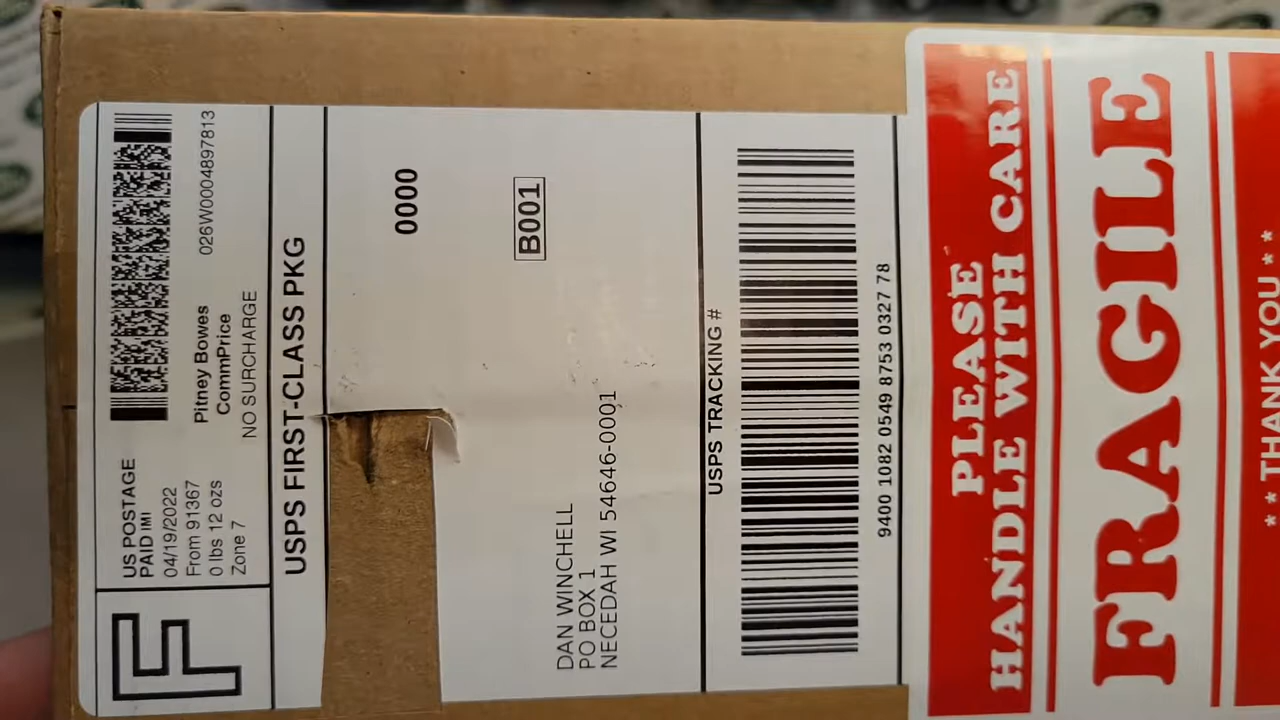 F
US POSTAGE
PAID IMI
04/19/2022
From 91367
0 lbs 12 ozs
Zone 7
Pitney Bowes
CommPrice
NO SURCHARGE
026W0004897813
USPS FIRST-CLASS PKG
0000
B001
DAN WINCHELL
PO BOX 1
NECEDAH WI 54646-0001
USPS TRACKING #
9400 1082 0549 8753 0327 78
PLEASE
HANDLE WITH CARE
FRAGILE
* * THANK YOU * *